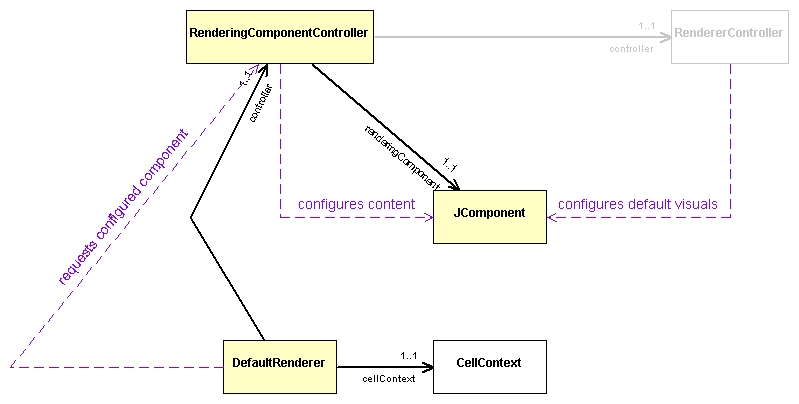 RenderingComponentController
1..1
controller
RendererController
1..1
controller
renderingComponent
1..1
requests configured component
configures content
JComponent
configures default visuals
DefaultRenderer
1..1
cellContext
CellContext